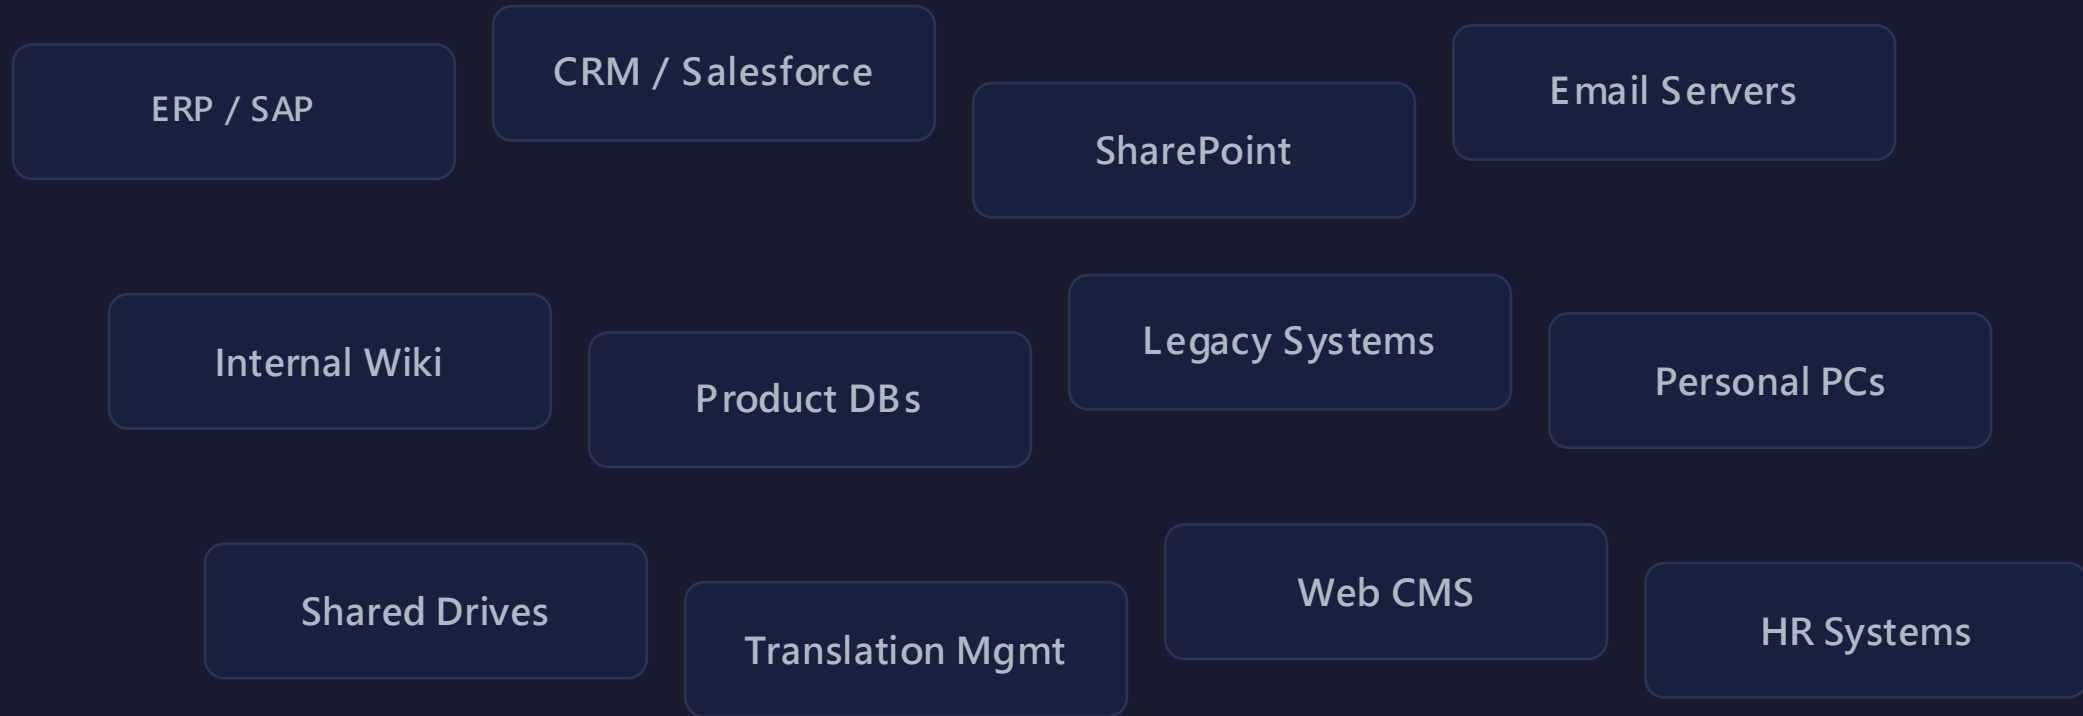 ERP / SAP
CRM / Salesforce
SharePoint
Email Servers
Internal Wiki
Product DBs
Legacy Systems
Personal PCs
Shared Drives
Translation Mgmt
Web CMS
HR Systems